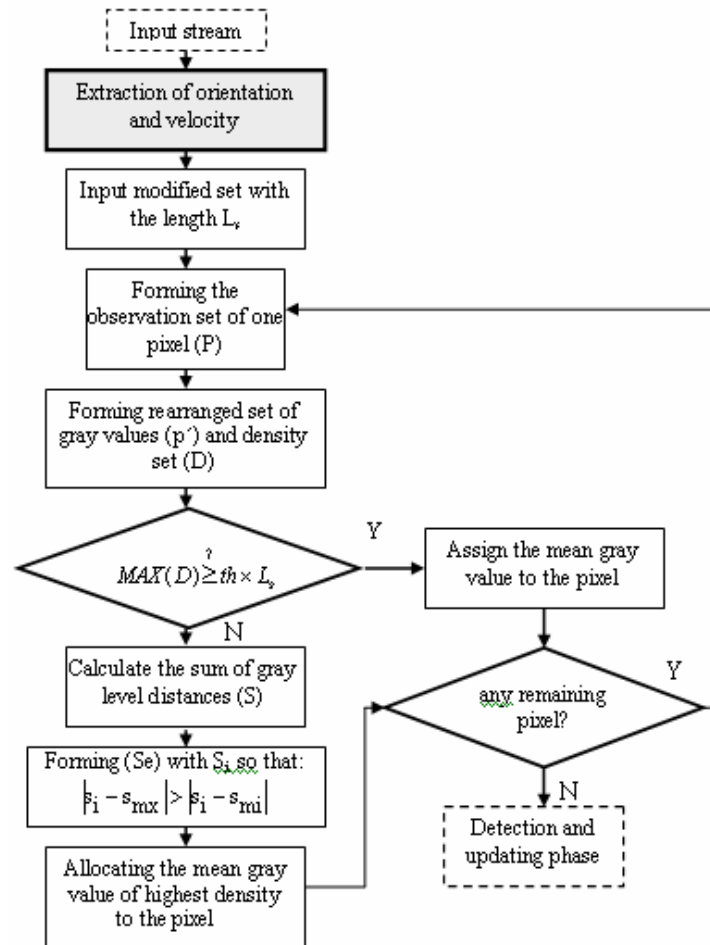 Input stream
Extraction of orientation
and velocity
Input modified set with
the length Lₛ
Forming the
observation set of one
pixel (P)
Forming rearranged set of
gray values (p´) and density
set (D)
?
MAX(D) ≥ th × Lₛ
Y
Assign the mean gray
value to the pixel
N
Calculate the sum of gray
level distances (S)
any remaining
pixel?
Y
Forming (Se) with Sᵢ so that:
|sᵢ − s_mx| > |sᵢ − s_mi|
N
Detection and
updating phase
Allocating the mean gray
value of highest density
to the pixel